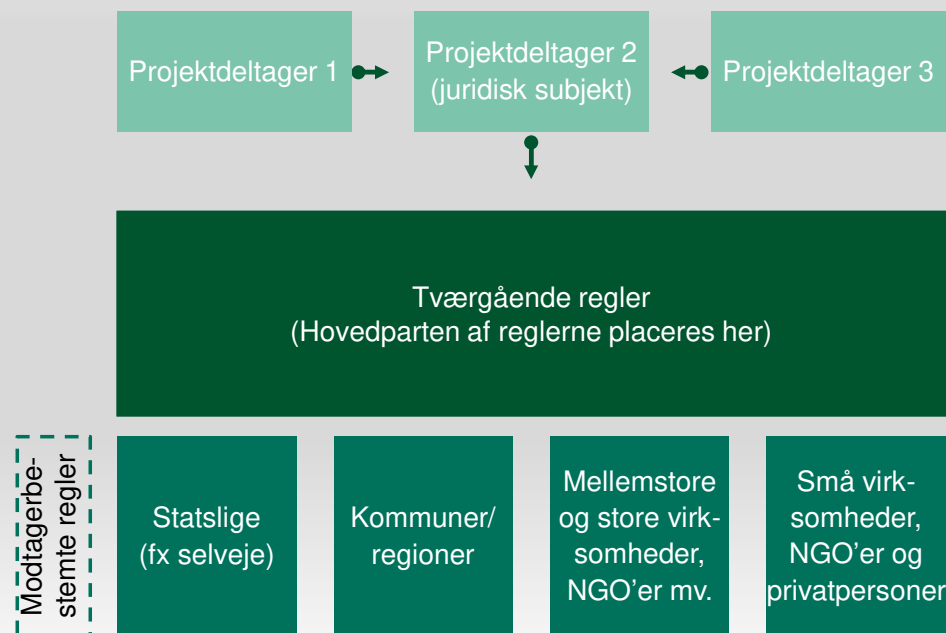 Projektdeltager 1
Projektdeltager 2
(juridisk subjekt)
Projektdeltager 3
Tværgående regler
(Hovedparten af reglerne placeres her)
Modtagerbe-
stemte regler
Statslige
(fx selveje)
Kommuner/
regioner
Mellemstore
og store virk-
somheder,
NGO’er mv.
Små virk-
somheder,
NGO’er og
privatpersoner